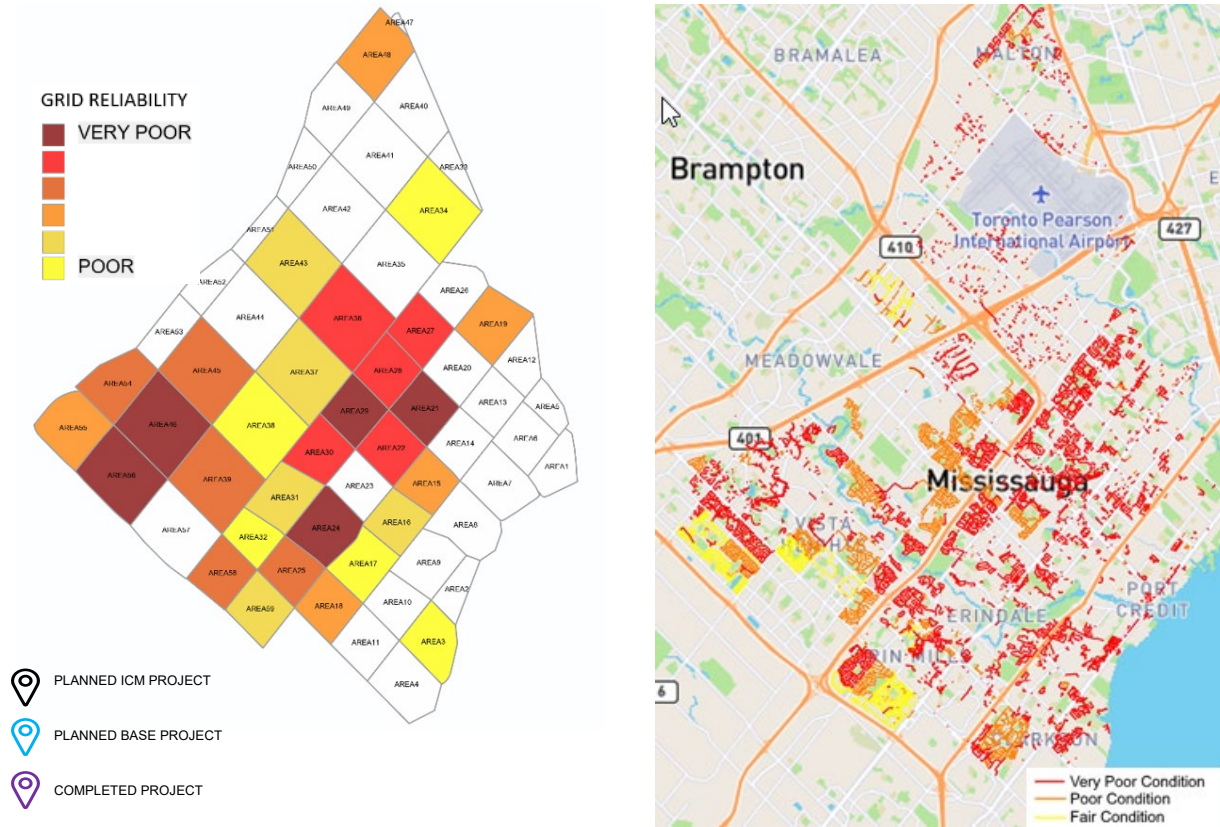 AREA47
AREA48
AREA49
AREA40
AREA41
AREA50
AREA33
AREA42
AREA34
AREA51
AREA43
AREA35
AREA52
AREA26
AREA44
AREA36
AREA27
AREA19
AREA53
AREA12
AREA45
AREA37
AREA28
AREA20
AREA54
AREA13
AREA5
AREA29
AREA21
AREA55
AREA46
AREA38
AREA14
AREA6
AREA30
AREA22
AREA1
AREA56
AREA39
AREA23
AREA15
AREA7
AREA31
AREA57
AREA24
AREA16
AREA8
AREA32
AREA17
AREA9
AREA58
AREA25
AREA2
AREA59
AREA18
AREA10
AREA11
AREA3
AREA4
GRID RELIABILITY
VERY POOR
POOR
PLANNED ICM PROJECT
PLANNED BASE PROJECT
COMPLETED PROJECT
BRAMALEA
MALTON
Brampton
Toronto Pearson
International Airport
427
410
E
MEADOWVALE
401
Mississauga
VISTA
PORT
CREDIT
ERINDALE
6
Very Poor Condition
Poor Condition
Fair Condition